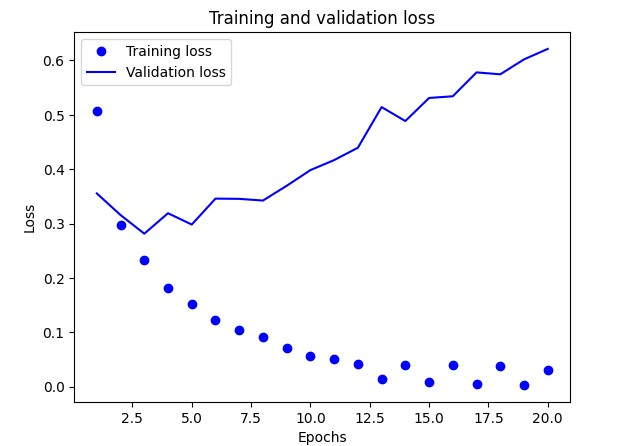 Training and validation loss
Training loss
Validation loss
0.6
0.5
0.4
0.3
0.2
0.1
0.0
Loss
2.5 5.0 7.5 10.0 12.5 15.0 17.5 20.0
Epochs